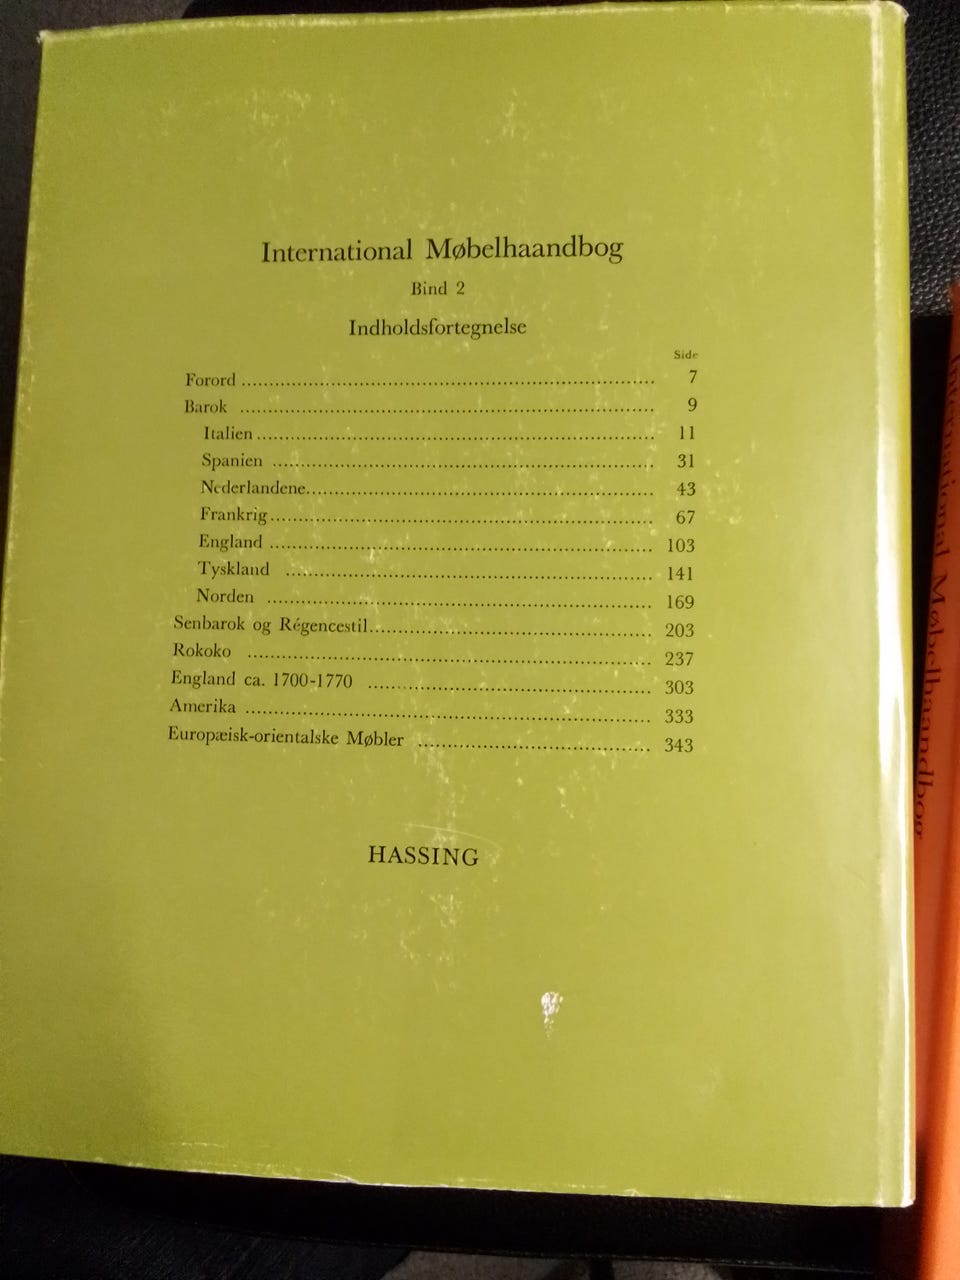 International Møbelhaandbog
Bind 2
Indholdsfortegnelse
Side
Forord ........................................ 7
Barok ........................................ 9
Italien ........................................ 11
Spanien ........................................ 31
Nederlandene ........................................ 43
Frankrig ........................................ 67
England ........................................ 103
Tyskland ........................................ 141
Norden ........................................ 169
Senbarok og Régencestil ........................................ 203
Rokoko ........................................ 237
England ca. 1700-1770 ........................................ 303
Amerika ........................................ 333
Europæisk-orientalske Møbler ........................................ 343
HASSING
International Møbelhaandbog